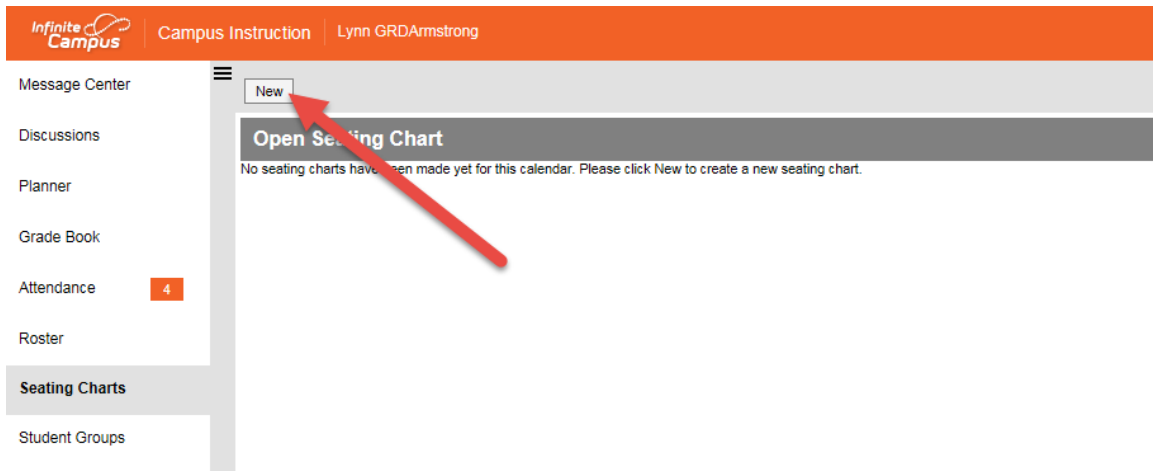 Infinite Campus
Campus Instruction
Lynn GRDArmstrong
Message Center
New
Discussions
Open Seating Chart
No seating charts have been made yet for this calendar. Please click New to create a new seating chart.
Planner
Grade Book
Attendance 4
Roster
Seating Charts
Student Groups